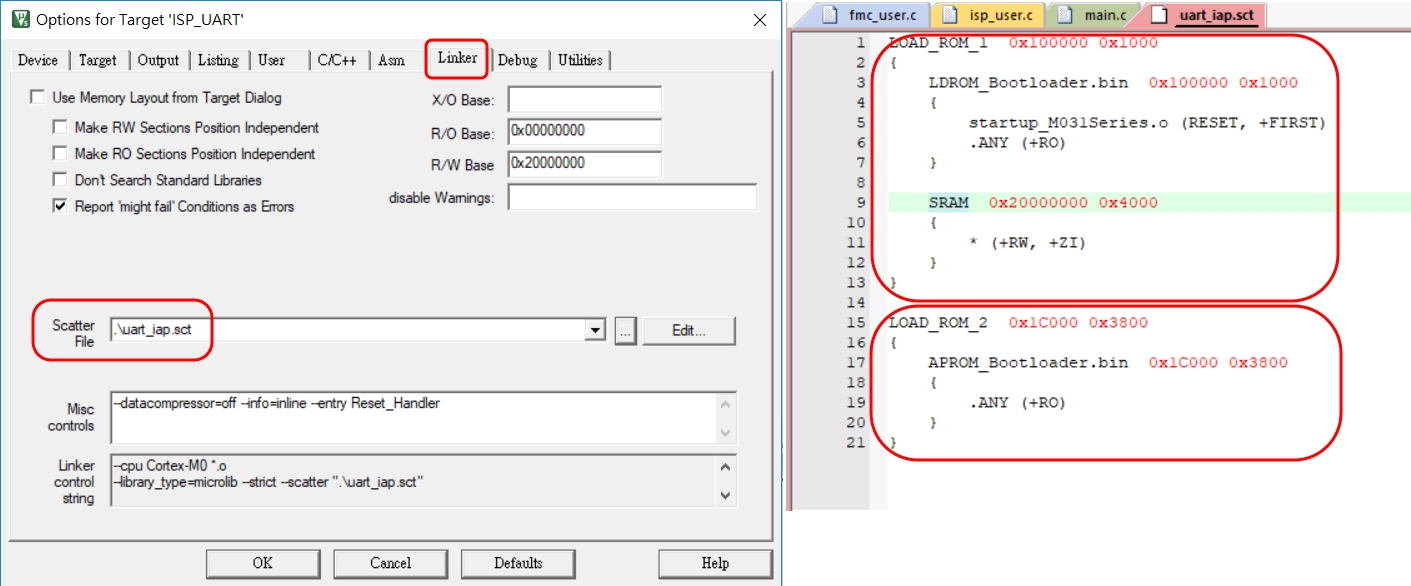 Options for Target 'ISP_UART'
Device Target Output Listing User C/C++ Asm Linker Debug Utilities
Use Memory Layout from Target Dialog
Make RW Sections Position Independent
Make RO Sections Position Independent
Don't Search Standard Libraries
Report 'might fail' Conditions as Errors
X/O Base:
R/O Base: 0x00000000
R/W Base 0x20000000
disable Warnings:
Scatter
File
.\uart_iap.sct
...
Edit...
Misc
controls
--datacompressor=off --info=inline --entry Reset_Handler
Linker
control
string
--cpu Cortex-M0 *.o
--library_type=microlib --strict --scatter ".\uart_iap.sct"
OK Cancel Defaults Help
fmc_user.c isp_user.c main.c uart_iap.sct
1 LOAD_ROM_1 0x100000 0x1000
2 {
3 LDROM_Bootloader.bin 0x100000 0x1000
4 {
5 startup_M031Series.o (RESET, +FIRST)
6 .ANY (+RO)
7 }
8
9 SRAM 0x20000000 0x4000
10 {
11 * (+RW, +ZI)
12 }
13 }
14
15 LOAD_ROM_2 0x1C000 0x3800
16 {
17 APROM_Bootloader.bin 0x1C000 0x3800
18 {
19 .ANY (+RO)
20 }
21 }